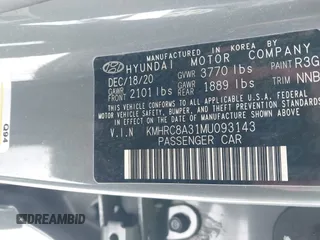 MANUFACTURED IN KOREA BY
HYUNDAI MOTOR COMPANY
DEC/18/20 GVWR 3770 lbs PAINT R3G
GAWR FRONT 2101 lbs GAWR REAR 1889 lbs TRIM NNB
THIS VEHICLE CONFORMS TO ALL APPLICABLE U.S. FEDERAL
MOTOR VEHICLE SAFETY, BUMPER, AND THEFT PREVENTION
STANDARDS IN EFFECT ON THE DATE OF MANUFACTURE SHOWN ABOVE.
V.I.N KMHRC8A31MU093143
PASSENGER CAR
Q94
DREAMBID